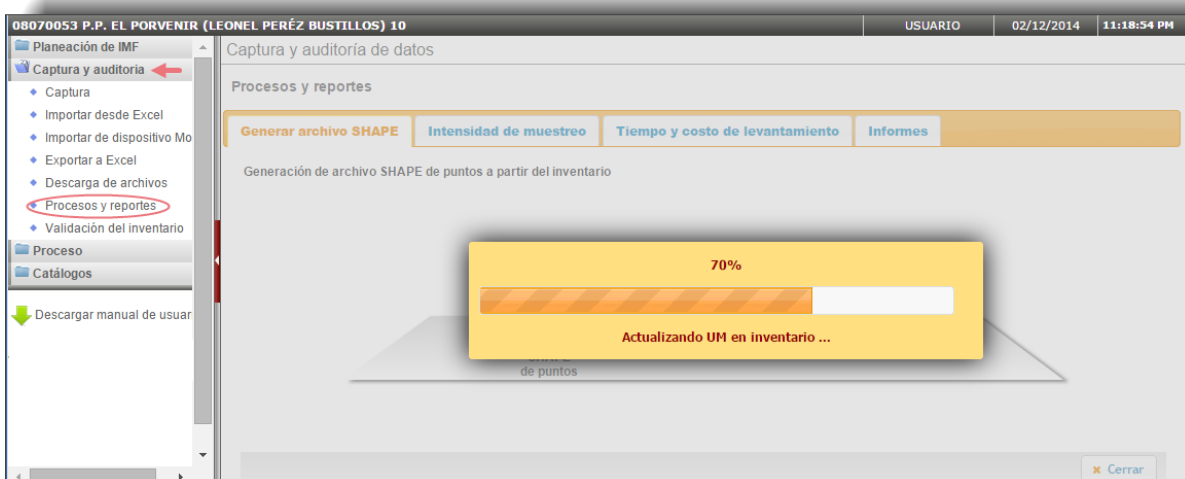 08070053 P.P. EL PORVENIR (LEONEL PERÉZ BUSTILLOS) 10 USUARIO 02/12/2014 11:18:54 PM
Planeación de IMF
Captura y auditoria
Captura
Importar desde Excel
Importar de dispositivo Mo
Exportar a Excel
Descarga de archivos
Procesos y reportes
Validación del inventario
Proceso
Catálogos
Descargar manual de usuar
Captura y auditoría de datos
Procesos y reportes
Generar archivo SHAPE Intensidad de muestreo Tiempo y costo de levantamiento Informes
Generación de archivo SHAPE de puntos a partir del inventario
70%
Actualizando UM en inventario ...
de puntos
Cerrar